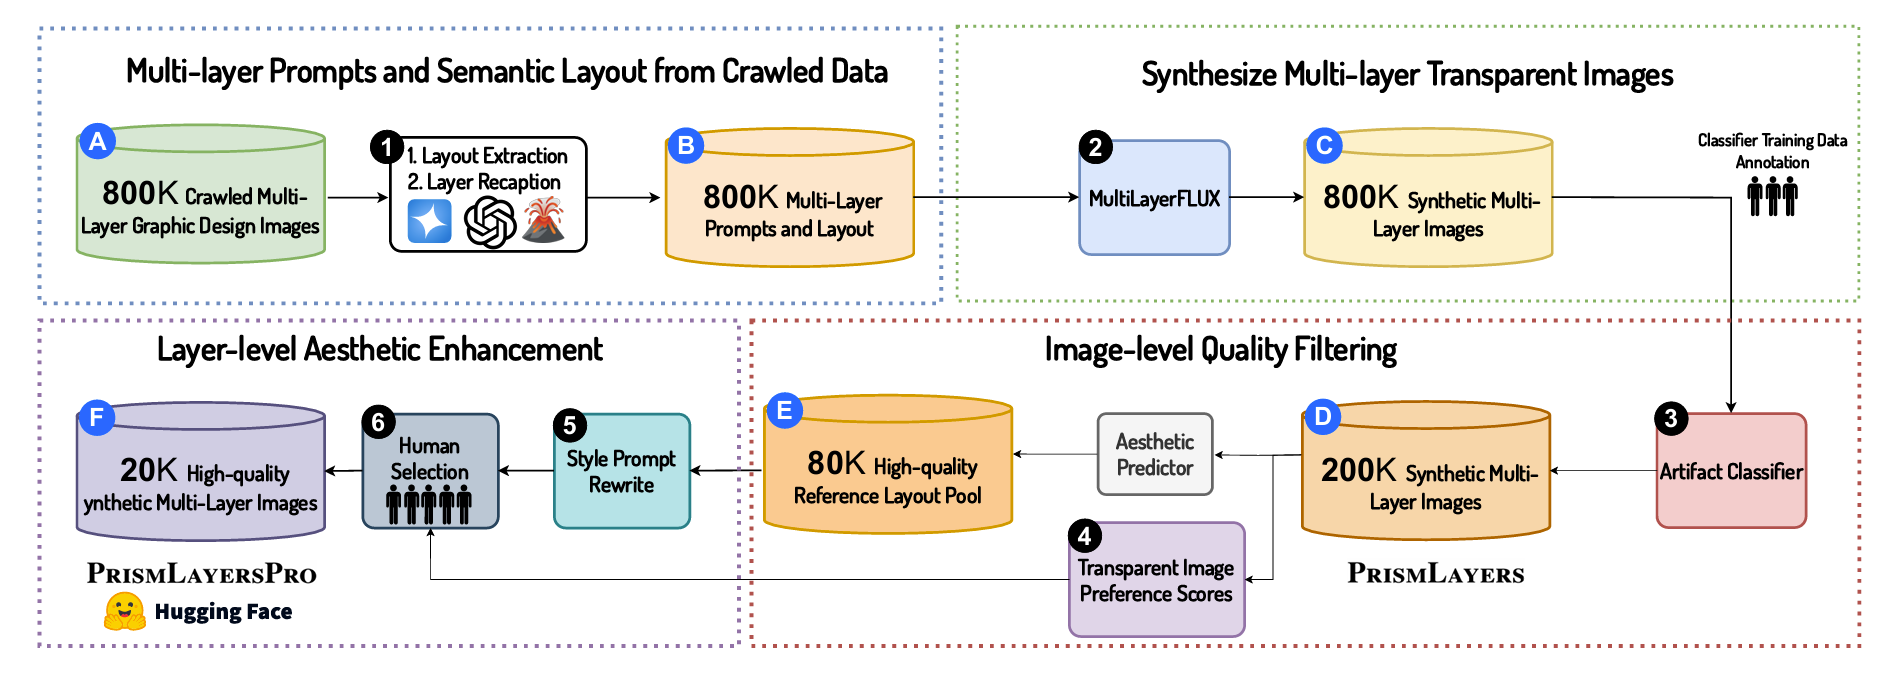 Multi-layer Prompts and Semantic Layout from Crawled Data
A
800K Crawled Multi-
Layer Graphic Design Images
1
1. Layout Extraction
2. Layer Recaption
B
800K Multi-Layer
Prompts and Layout
Synthesize Multi-layer Transparent Images
2
MultiLayerFLUX
C
800K Synthetic Multi-
Layer Images
Classifier Training Data
Annotation
Layer-level Aesthetic Enhancement
F
20K High-quality
ynthetic Multi-Layer Images
PRISMLAYERSPRO
Hugging Face
6
Human
Selection
5
Style Prompt
Rewrite
Image-level Quality Filtering
E
80K High-quality
Reference Layout Pool
Aesthetic
Predictor
4
Transparent Image
Preference Scores
D
200K Synthetic Multi-
Layer Images
PRISMLAYERS
3
Artifact Classifier